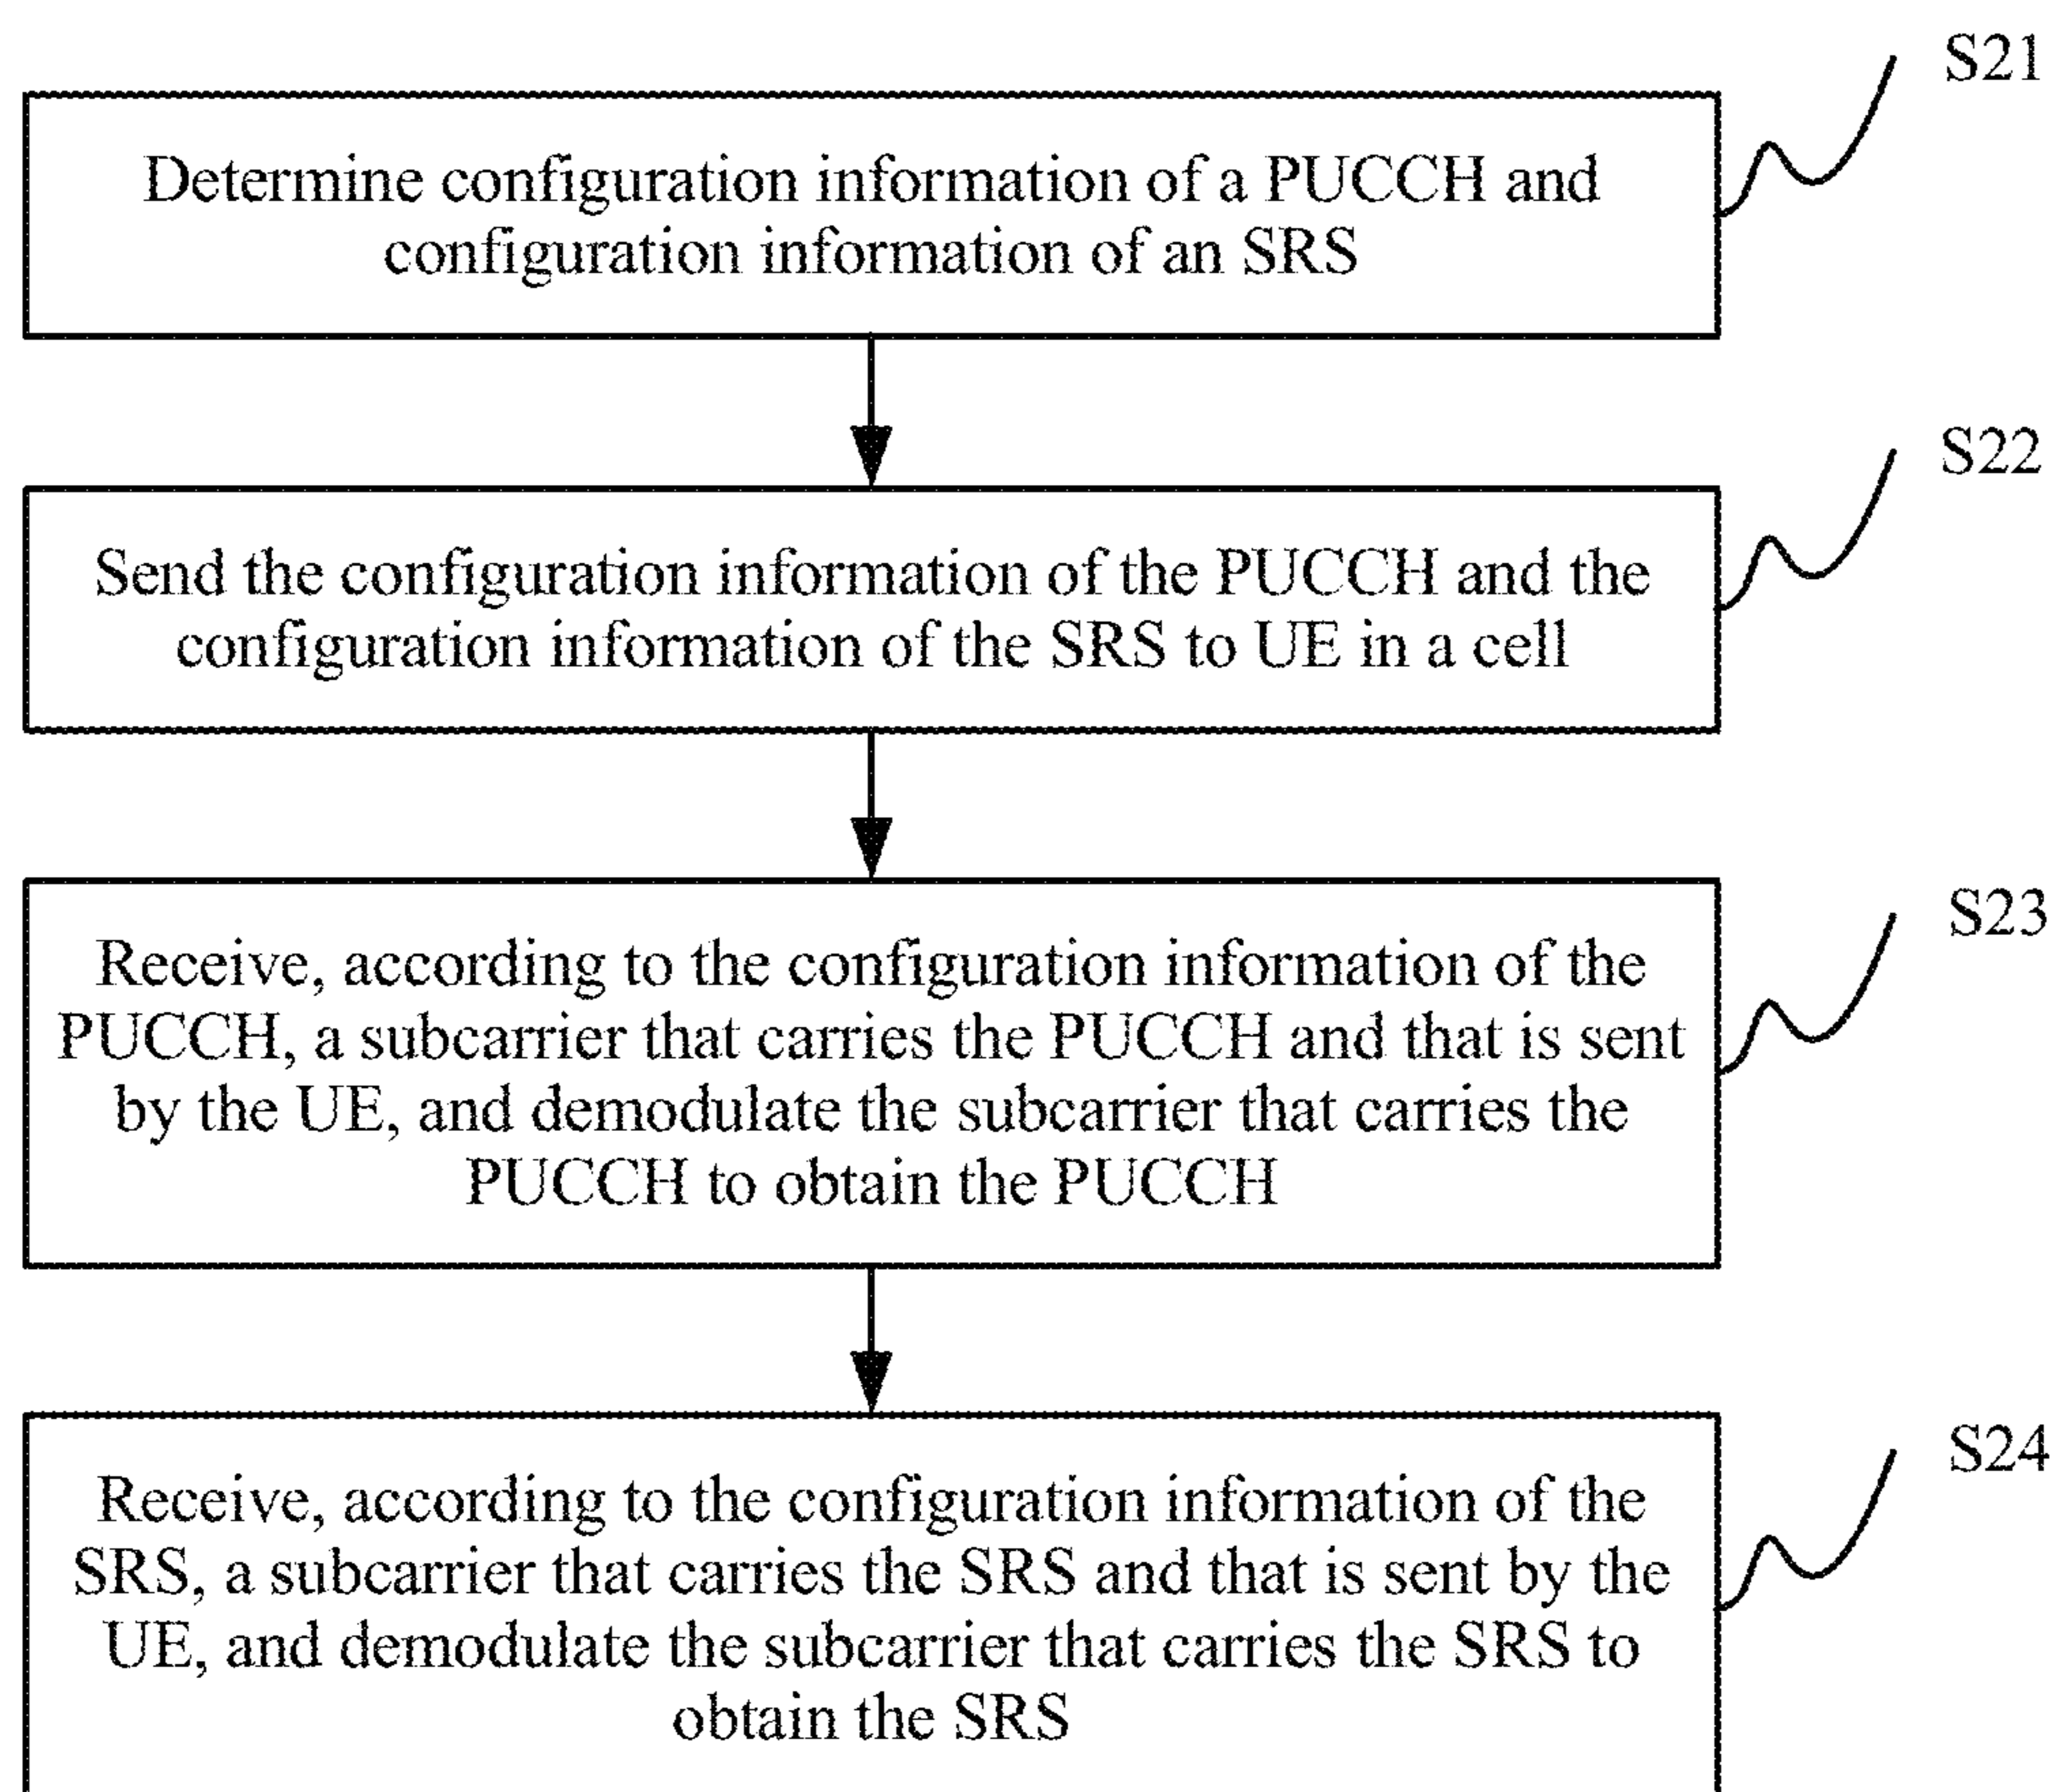 S21
Determine configuration information of a PUCCH and
configuration information of an SRS
S22
Send the configuration information of the PUCCH and the
configuration information of the SRS to UE in a cell
S23
Receive, according to the configuration information of the
PUCCH, a subcarrier that carries the PUCCH and that is sent
by the UE, and demodulate the subcarrier that carries the
PUCCH to obtain the PUCCH
S24
Receive, according to the configuration information of the
SRS, a subcarrier that carries the SRS and that is sent by the
UE, and demodulate the subcarrier that carries the SRS to
obtain the SRS